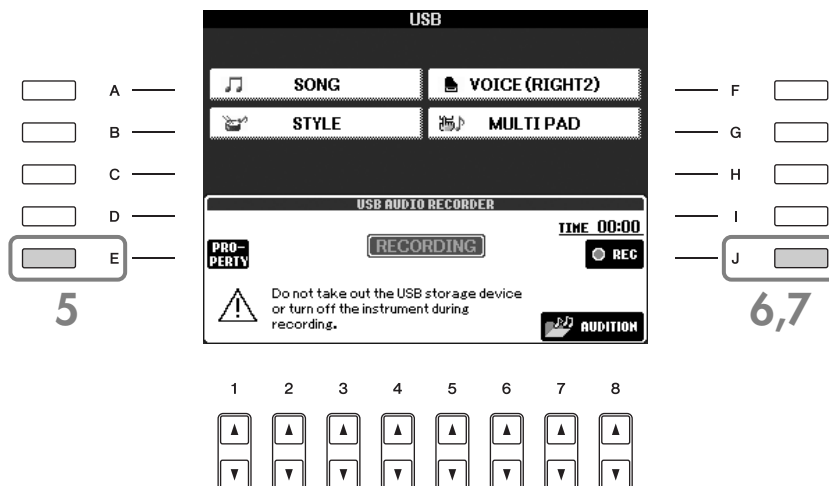 USB
A SONG VOICE(RIGHT2) F
B STYLE MULTI PAD G
C H
D I
USB AUDIO RECORDER
TIME 00:00
E PRO-
PERTY RECORDING REC J
5 6,7
Do not take out the USB storage device
or turn off the instrument during
recording.
AUDITION
1 2 3 4 5 6 7 8